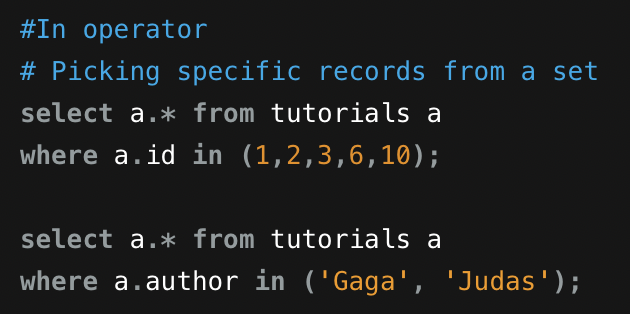 #In operator
# Picking specific records from a set
select a.* from tutorials a
where a.id in (1,2,3,6,10);
select a.* from tutorials a
where a.author in ('Gaga', 'Judas');